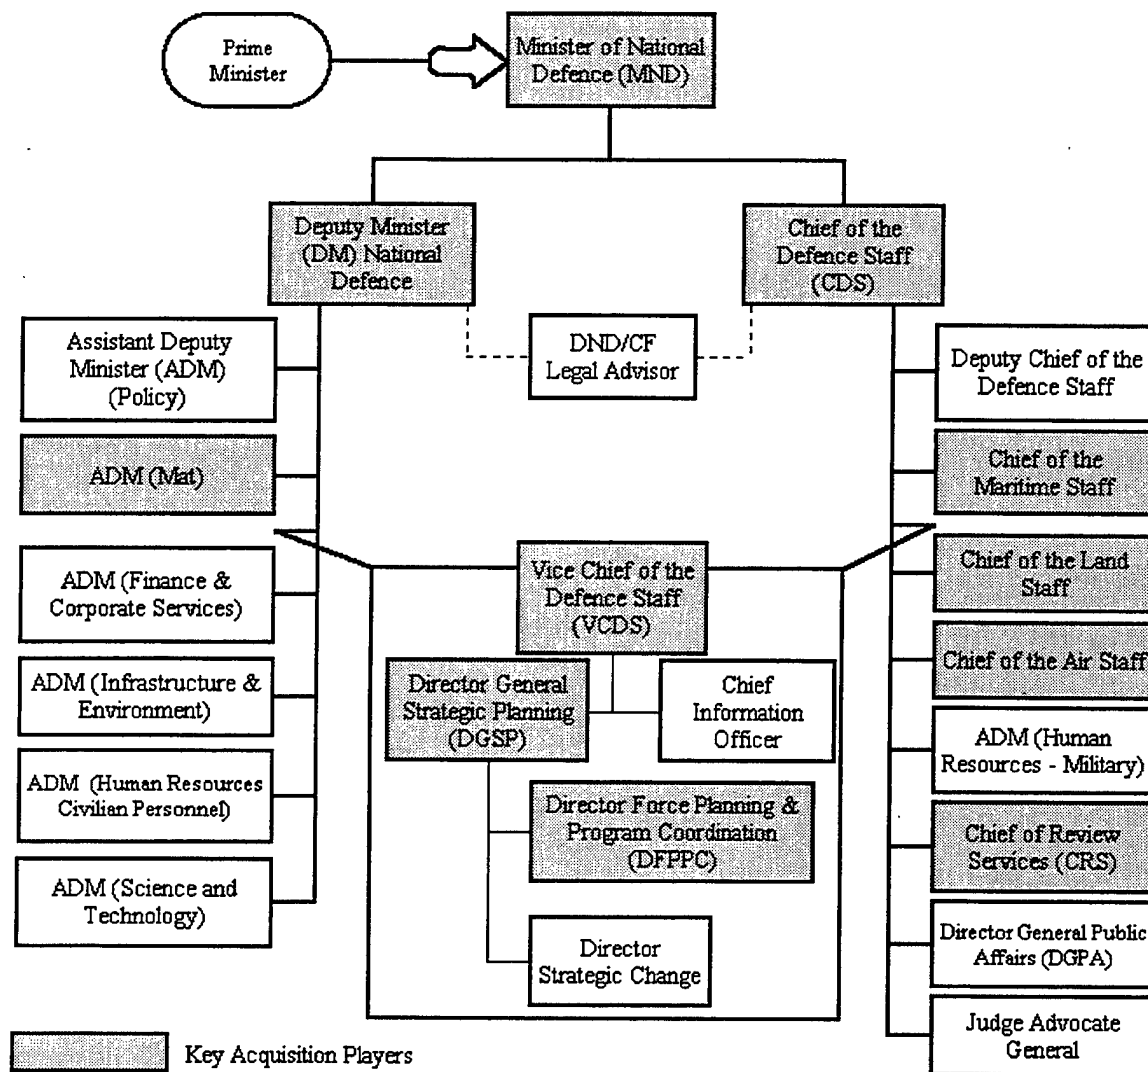 Prime
Minister
Minister of National
Defence (MND)
Deputy Minister
(DM) National
Defence
Chief of the
Defence Staff
(CDS)
DND/CF
Legal Advisor
Assistant Deputy
Minister (ADM)
(Policy)
ADM (Mat)
ADM (Finance &
Corporate Services)
ADM (Infrastructure &
Environment)
ADM (Human Resources
Civilian Personnel)
ADM (Science and
Technology)
Vice Chief of the
Defence Staff
(VCDS)
Director General
Strategic Planning
(DGSP)
Chief
Information
Officer
Director Force Planning &
Program Coordination
(DFPPC)
Director
Strategic Change
Deputy Chief of the
Defence Staff
Chief of the
Maritime Staff
Chief of the Land
Staff
Chief of the Air Staff
ADM (Human
Resources - Military)
Chief of Review
Services (CRS)
Director General Public
Affairs (DGPA)
Judge Advocate
General
Key Acquisition Players